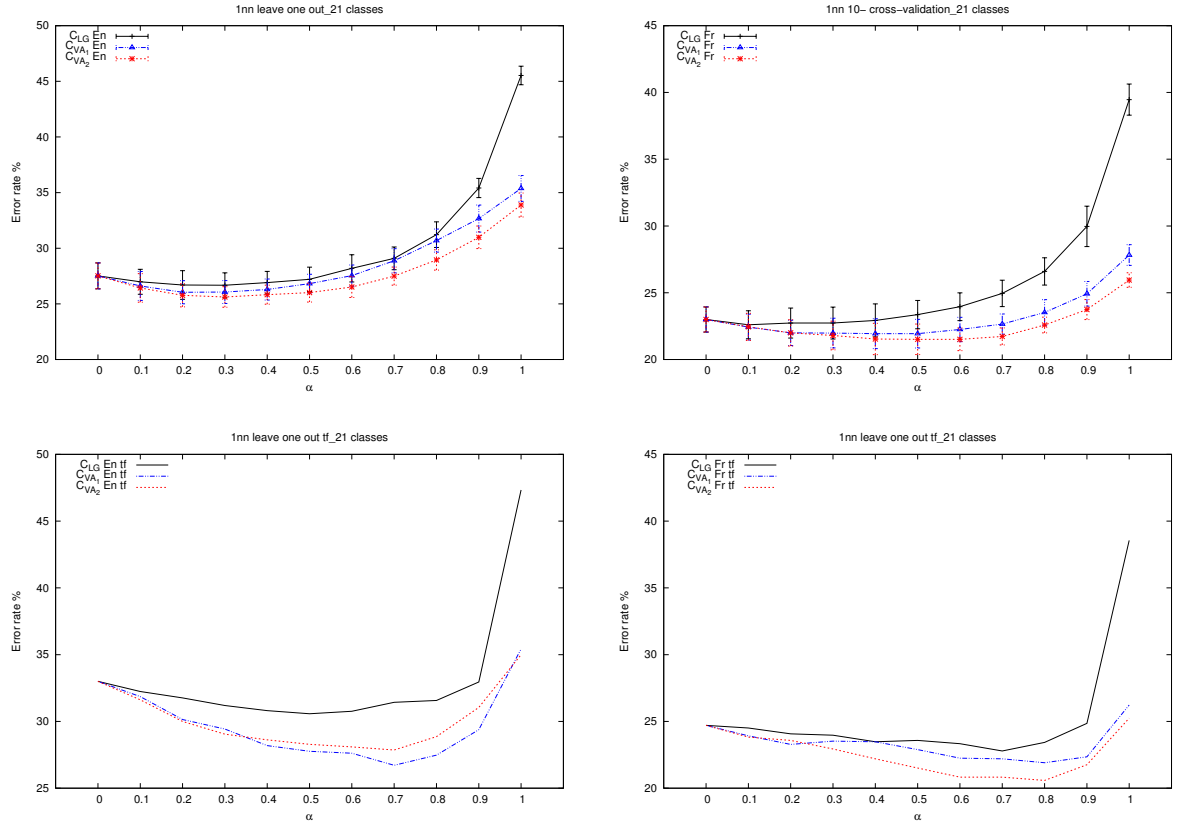 1nn leave one out_21 classes
50
45
40
35
30
25
20
Error rate %
C_LG En
C_VA1 En
C_VA2 En
0 0.1 0.2 0.3 0.4 0.5 0.6 0.7 0.8 0.9 1
α
1nn 10- cross-validation_21 classes
45
40
35
30
25
20
Error rate %
C_LG Fr
C_VA1 Fr
C_VA2 Fr
0 0.1 0.2 0.3 0.4 0.5 0.6 0.7 0.8 0.9 1
α
1nn leave one out tf_21 classes
50
45
40
35
30
25
Error rate %
C_LG En tf
C_VA1 En tf
C_VA2 En tf
0 0.1 0.2 0.3 0.4 0.5 0.6 0.7 0.8 0.9 1
α
1nn leave one out tf_21 classes
45
40
35
30
25
20
Error rate %
C_LG Fr tf
C_VA1 Fr tf
C_VA2 Fr tf
0 0.1 0.2 0.3 0.4 0.5 0.6 0.7 0.8 0.9 1
α